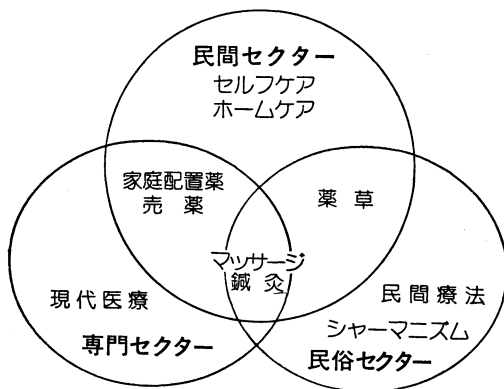 民間セクター
セルフケア
ホームケア
家庭配置薬
売薬
薬草
マッサージ
鍼灸
現代医療
専門セクター
民間療法
シャーマニズム
民俗セクター